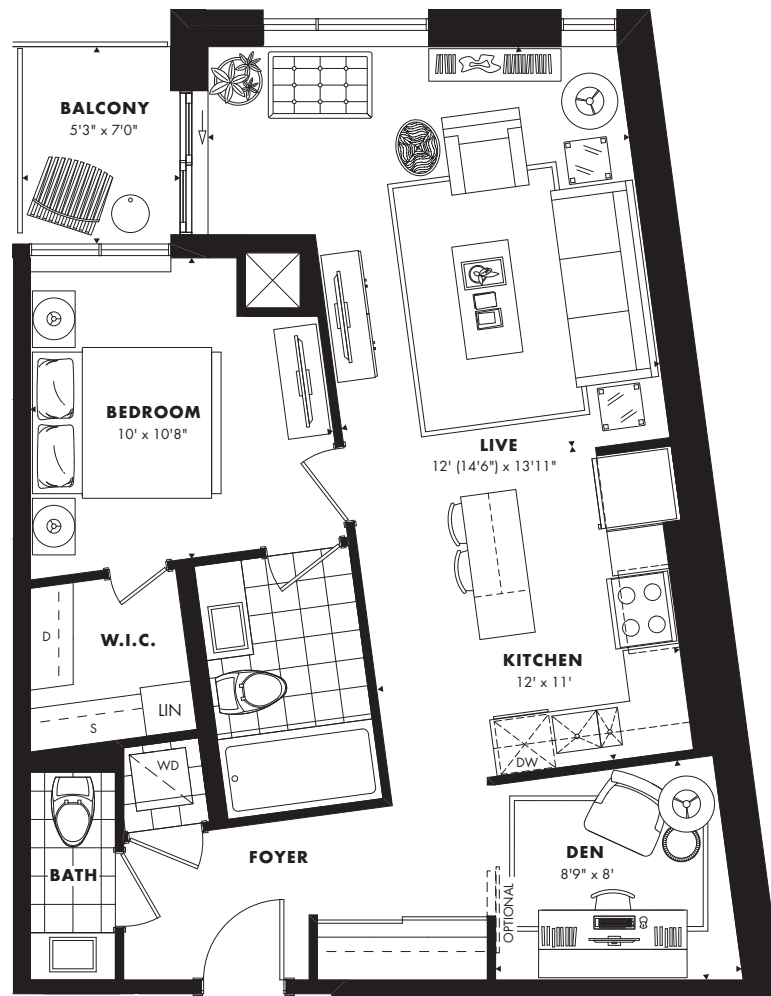 BALCONY
5'3" x 7'0"
BEDROOM
10' x 10'8"
LIVE
12' (14'6") x 13'11"
D
W.I.C.
LIN
S
KITCHEN
12' x 11'
WD
DW
BATH
FOYER
DEN
8'9" x 8'
OPTIONAL